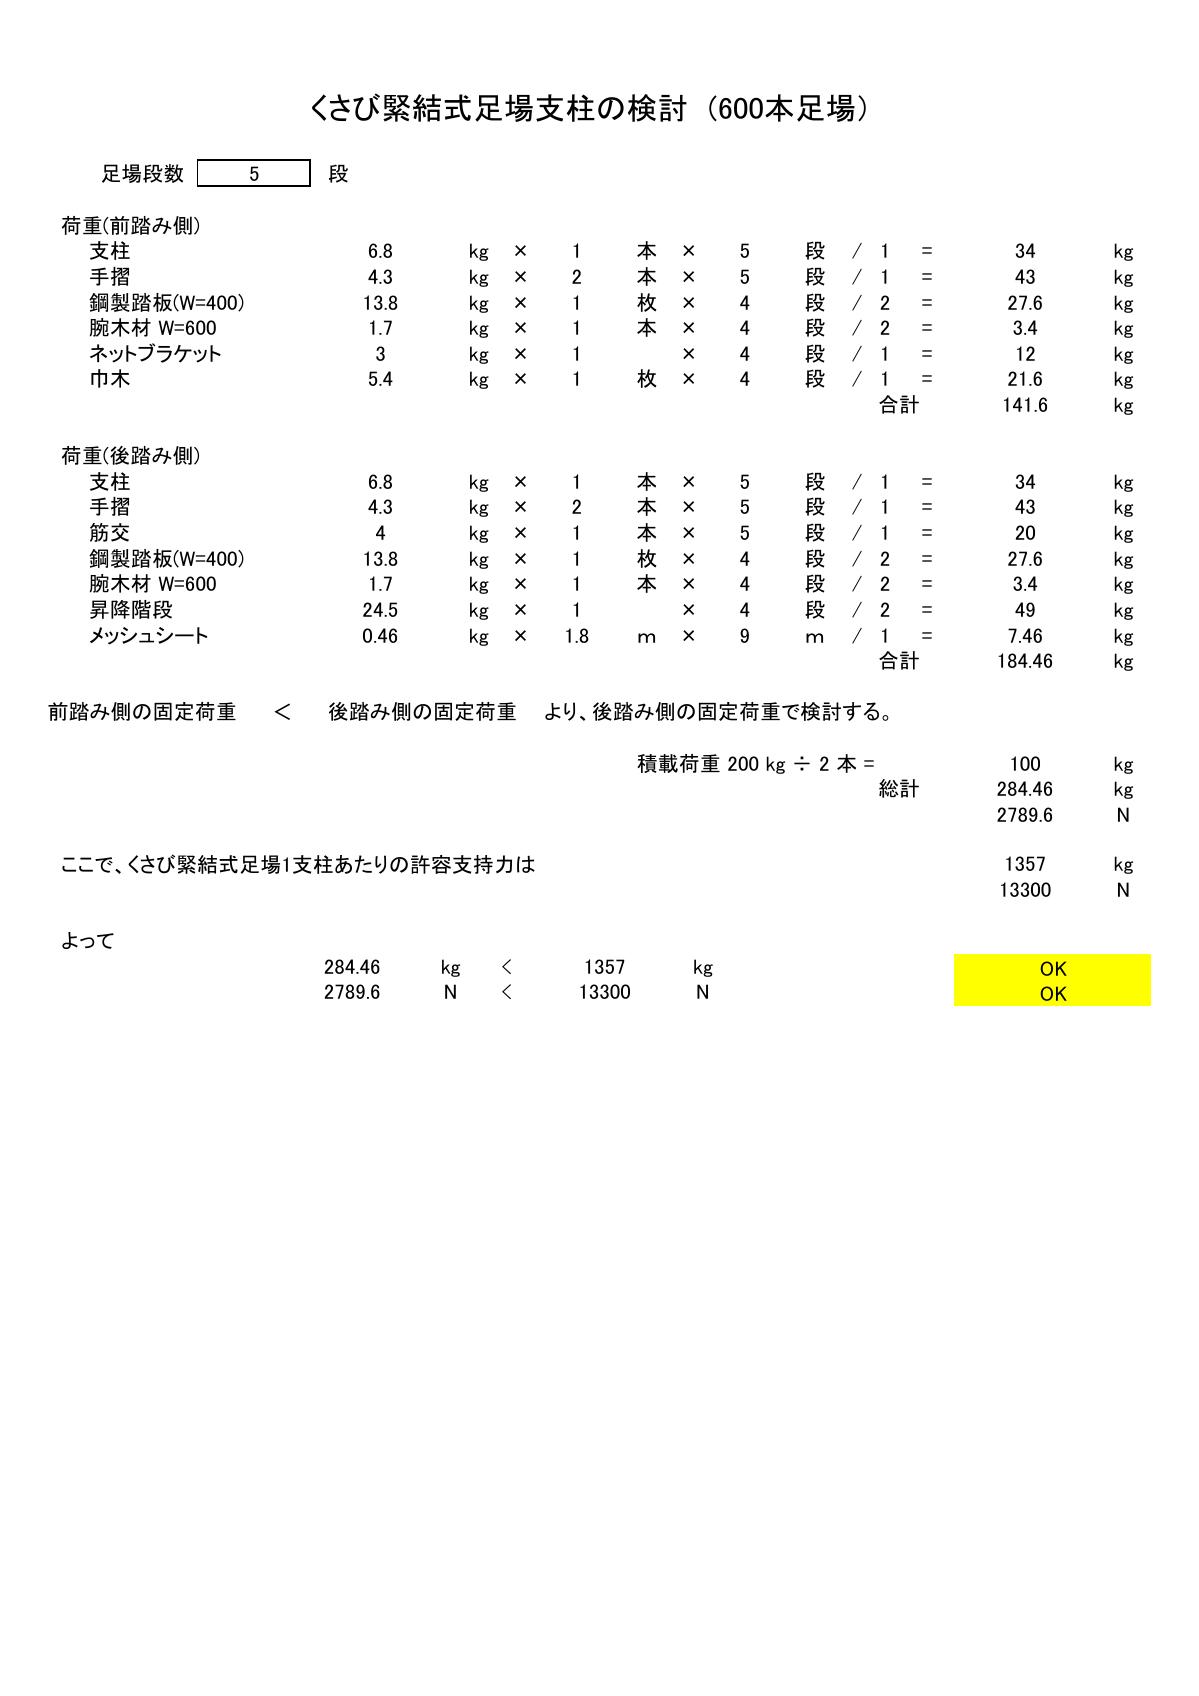 くさび緊結式足場支柱の検討 (600本足場)
足場段数 5 段
荷重(前踏み側)
支柱 6.8 kg × 1 本 × 5 段 / 1 = 34 kg
手摺 4.3 kg × 2 本 × 5 段 / 1 = 43 kg
鋼製踏板(W=400) 13.8 kg × 1 枚 × 4 段 / 2 = 27.6 kg
腕木材 W=600 1.7 kg × 1 本 × 4 段 / 2 = 3.4 kg
ネットブラケット 3 kg × 1 × 4 段 / 1 = 12 kg
巾木 5.4 kg × 1 枚 × 4 段 / 1 = 21.6 kg
合計 141.6 kg
荷重(後踏み側)
支柱 6.8 kg × 1 本 × 5 段 / 1 = 34 kg
手摺 4.3 kg × 2 本 × 5 段 / 1 = 43 kg
筋交 4 kg × 1 本 × 5 段 / 1 = 20 kg
鋼製踏板(W=400) 13.8 kg × 1 枚 × 4 段 / 2 = 27.6 kg
腕木材 W=600 1.7 kg × 1 本 × 4 段 / 2 = 3.4 kg
昇降階段 24.5 kg × 1 × 4 段 / 2 = 49 kg
メッシュシート 0.46 kg × 1.8 m × 9 m / 1 = 7.46 kg
合計 184.46 kg
前踏み側の固定荷重 < 後踏み側の固定荷重 より、後踏み側の固定荷重で検討する。
積載荷重 200 kg ÷ 2 本 = 100 kg
総計 284.46 kg
2789.6 N
ここで、くさび緊結式足場1支柱あたりの許容支持力は 1357 kg
13300 N
よって
284.46 kg < 1357 kg OK
2789.6 N < 13300 N OK